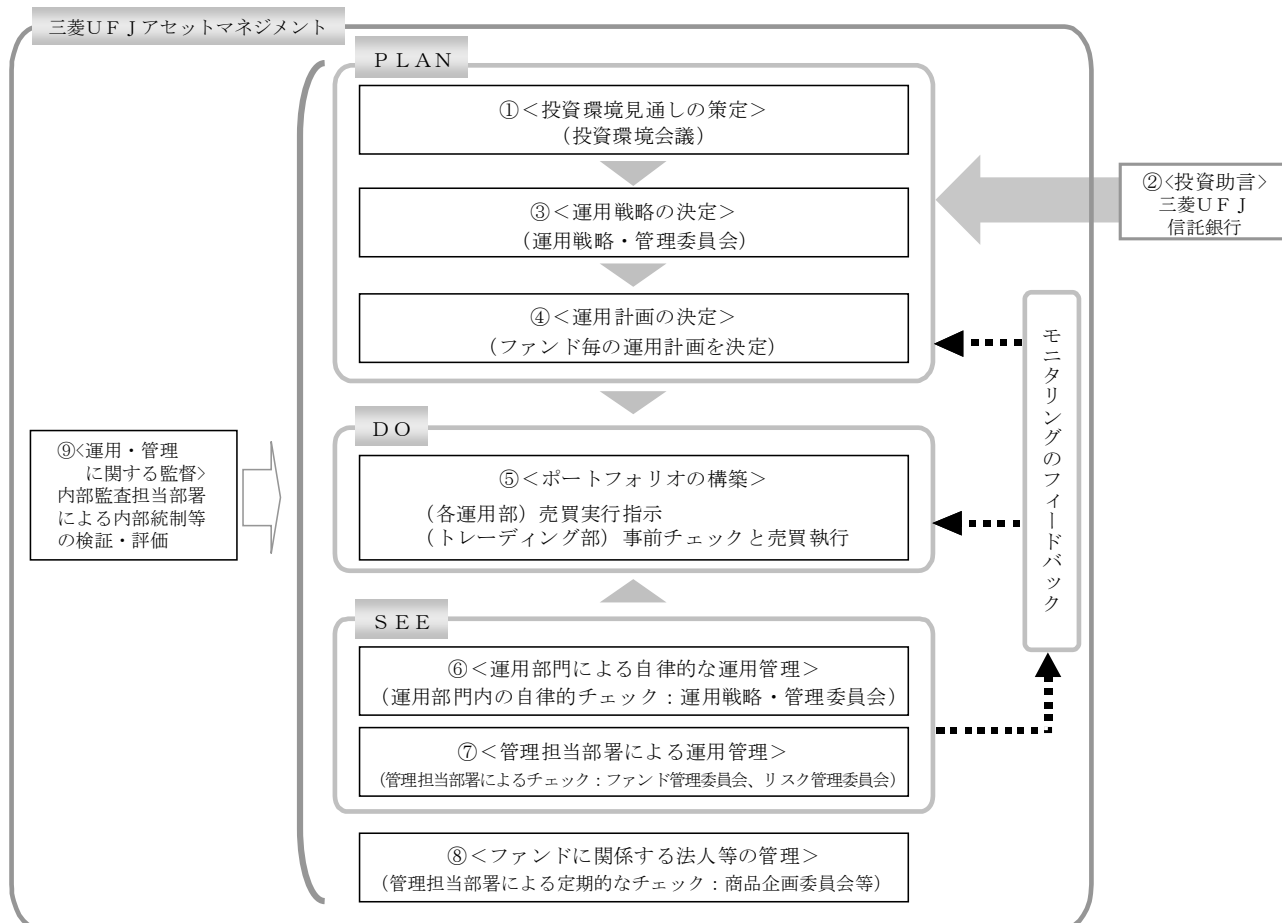 三菱ＵＦＪアセットマネジメント
ＰＬＡＮ
①＜投資環境見通しの策定＞
（投資環境会議）
②<投資助言>
三菱ＵＦＪ
信託銀行
③＜運用戦略の決定＞
（運用戦略・管理委員会）
④＜運用計画の決定＞
（ファンド毎の運用計画を決定）
モニタリングのフィードバック
ＤＯ
⑤＜ポートフォリオの構築＞
（各運用部）売買実行指示
（トレーディング部）事前チェックと売買執行
⑨<運用・管理
に関する監督>
内部監査担当部署
による内部統制等
の検証・評価
ＳＥＥ
⑥＜運用部門による自律的な運用管理＞
（運用部門内の自律的チェック：運用戦略・管理委員会）
⑦＜管理担当部署による運用管理＞
（管理担当部署によるチェック：ファンド管理委員会、リスク管理委員会）
⑧＜ファンドに関係する法人等の管理＞
（管理担当部署による定期的なチェック：商品企画委員会等）